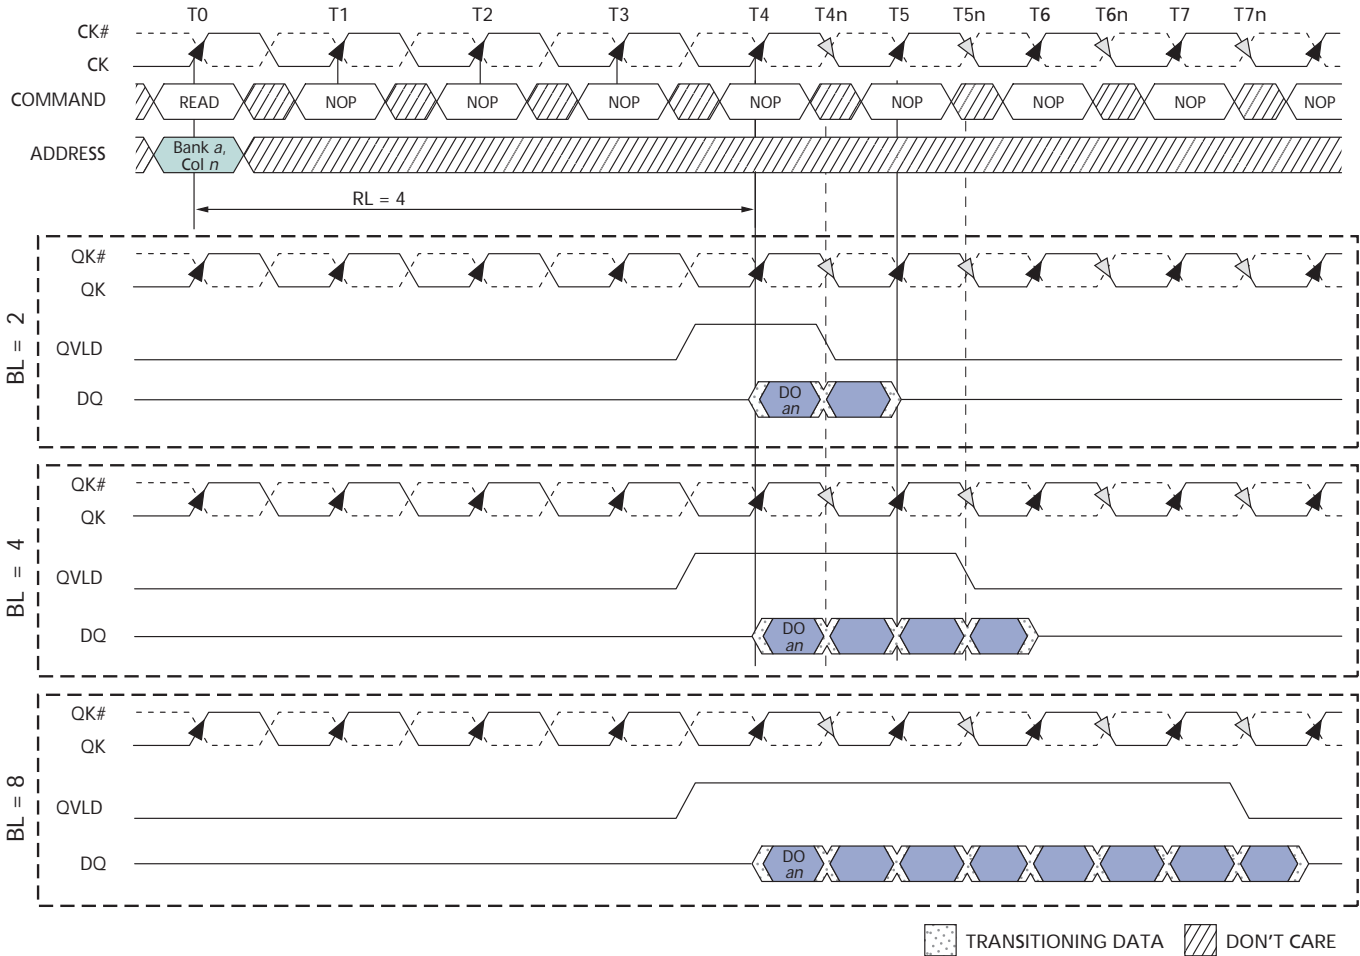 T0 T1 T2 T3 T4 T4n T5 T5n T6 T6n T7 T7n
CK#
CK
COMMAND READ NOP NOP NOP NOP NOP NOP NOP NOP
ADDRESS Bank a,
Col n
RL = 4
BL = 2
QK#
QK
QVLD
DQ DO
an
BL = 4
QK#
QK
QVLD
DQ DO
an
BL = 8
QK#
QK
QVLD
DQ DO
an
TRANSITIONING DATA DON'T CARE